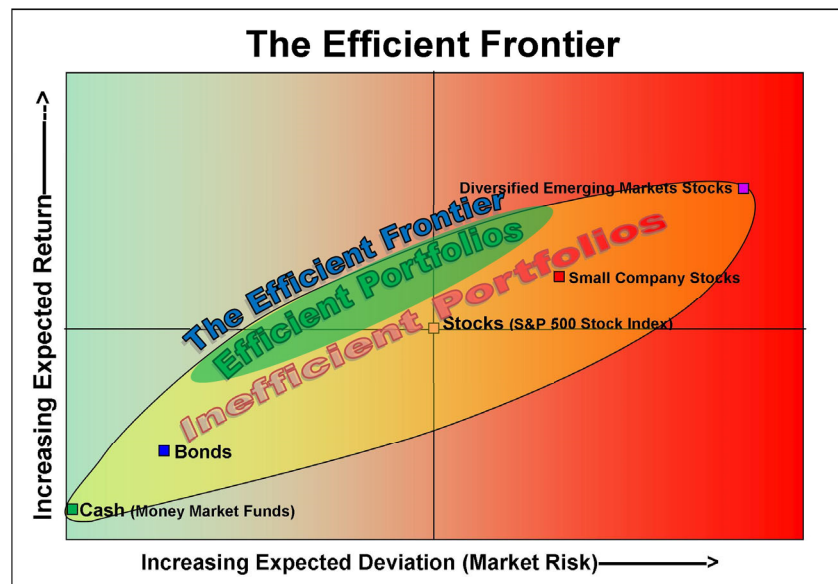 The Efficient Frontier
Increasing Expected Return------>
Diversified Emerging Markets Stocks
The Efficient Frontier
Efficient Portfolios
Inefficient Portfolios
Small Company Stocks
Stocks (S&P 500 Stock Index)
Bonds
Cash (Money Market Funds)
Increasing Expected Deviation (Market Risk)———>